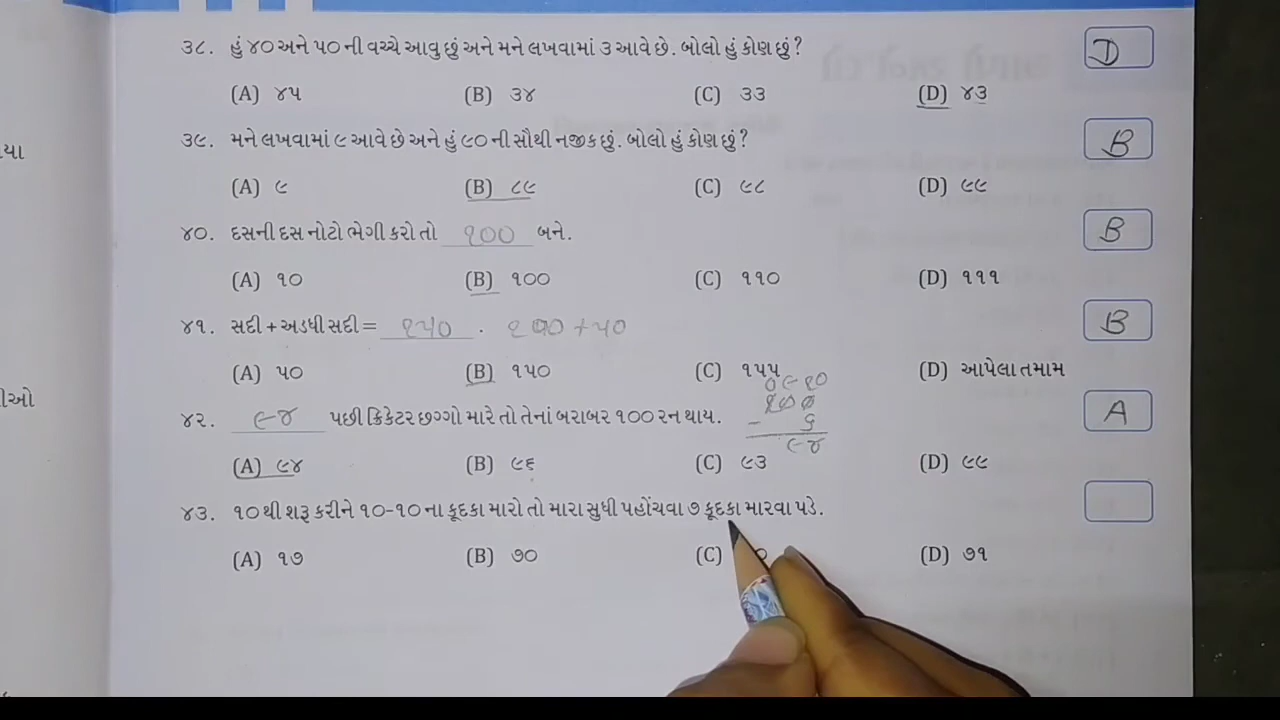 ૩૮. હું ૪૦ અને ૫૦ ની વચ્ચે આવુ છું અને મને લખવામાં ૩ આવે છે. બોલો હું કોણ છું? D
(A) ૪૫ (B) ૩૪ (C) ૩૩ (D) ૪૩
૩૯. મને લખવામાં ૯ આવે છે અને હું ૯૦ ની સૌથી નજીક છું. બોલો હું કોણ છું? B
(A) ૯ (B) ૮૯ (C) ૯૮ (D) ૯૯
૪૦. દસની દસ નોટો ભેગી કરો તો ૧૦૦ બને. B
(A) ૧૦ (B) ૧૦૦ (C) ૧૧૦ (D) ૧૧૧
૪૧. સદી + અડધી સદી = ૧૫૦ . ૧૦૦ + ૫૦ B
(A) ૫૦ (B) ૧૫૦ (C) ૧૫૫ (D) આપેલા તમામ
૦૯૧૦
૧૦૦
૪૨. ૯૪ પછી ક્રિકેટર છગ્ગો મારે તો તેનાં બરાબર ૧૦૦ રન થાય. - ૬ A
૯૪
(A) ૯૪ (B) ૯૬ (C) ૯૩ (D) ૯૯
૪૩. ૧૦ થી શરૂ કરીને ૧૦-૧૦ ના કૂદકા મારો તો મારા સુધી પહોંચવા ૭ કૂદકા મારવા પડે.
(A) ૧૭ (B) ૭૦ (C) (D) ૭૧
યા
ીઓ